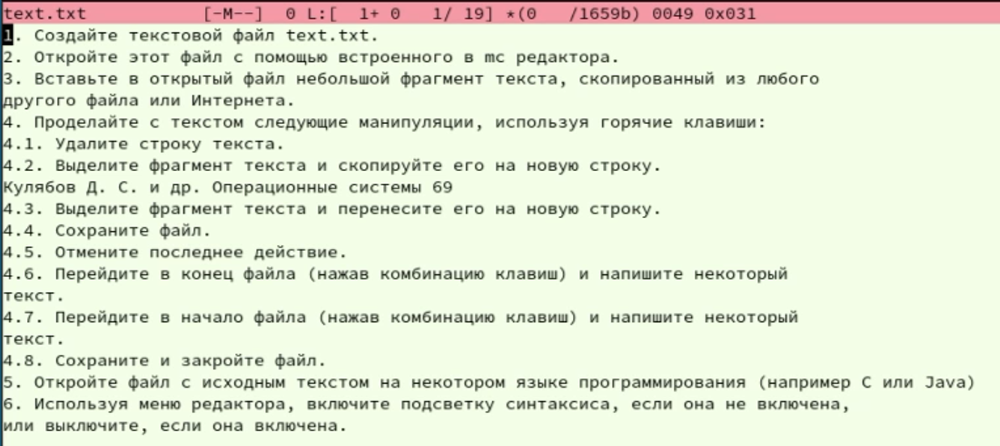 text.txt [-M--] 0 L:[ 1+ 0 1/ 19] *(0 /1659b) 0049 0x031
1. Создайте текстовой файл text.txt.
2. Откройте этот файл с помощью встроенного в mc редактора.
3. Вставьте в открытый файл небольшой фрагмент текста, скопированный из любого
другого файла или Интернета.
4. Проделайте с текстом следующие манипуляции, используя горячие клавиши:
4.1. Удалите строку текста.
4.2. Выделите фрагмент текста и скопируйте его на новую строку.
Кулябов Д. С. и др. Операционные системы 69
4.3. Выделите фрагмент текста и перенесите его на новую строку.
4.4. Сохраните файл.
4.5. Отмените последнее действие.
4.6. Перейдите в конец файла (нажав комбинацию клавиш) и напишите некоторый
текст.
4.7. Перейдите в начало файла (нажав комбинацию клавиш) и напишите некоторый
текст.
4.8. Сохраните и закройте файл.
5. Откройте файл с исходным текстом на некотором языке программирования (например C или Java)
6. Используя меню редактора, включите подсветку синтаксиса, если она не включена,
или выключите, если она включена.